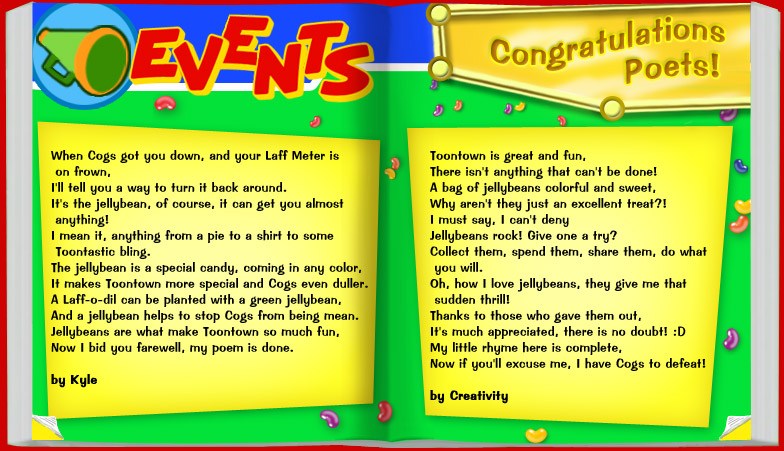 EVENTS
When Cogs got you down, and your Laff Meter is
on frown,
I'll tell you a way to turn it back around.
It's the jellybean, of course, it can get you almost
anything!
I mean it, anything from a pie to a shirt to some
Toontastic bling.
The jellybean is a special candy, coming in any color,
It makes Toontown more special and Cogs even duller.
A Laff-o-dil can be planted with a green jellybean,
And a jellybean helps to stop Cogs from being mean.
Jellybeans are what make Toontown so much fun,
Now I bid you farewell, my poem is done.
by Kyle
Congratulations
Poets!
Toontown is great and fun,
There isn't anything that can't be done!
A bag of jellybeans colorful and sweet,
Why aren't they just an excellent treat?!
I must say, I can't deny
Jellybeans rock! Give one a try?
Collect them, spend them, share them, do what
you will.
Oh, how I love jellybeans, they give me that
sudden thrill!
Thanks to those who gave them out,
It's much appreciated, there is no doubt! :D
My little rhyme here is complete,
Now if you'll excuse me, I have Cogs to defeat!
by Creativity